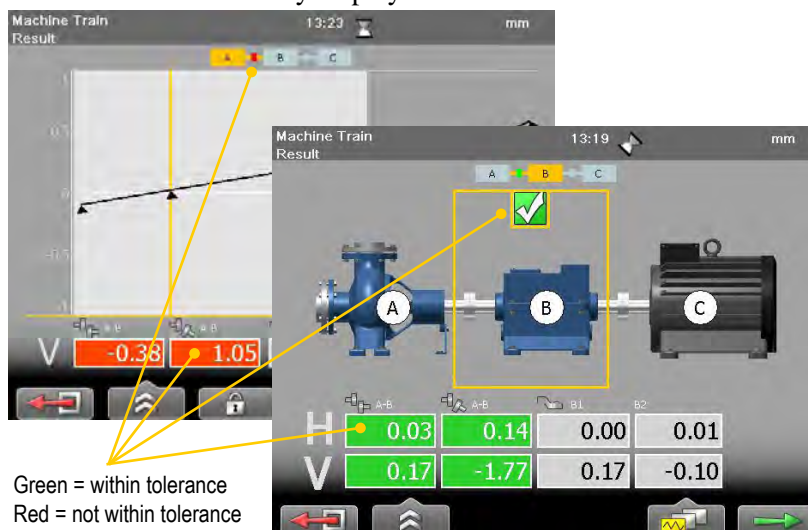 Machine Train 13:23 mm
Result
A B C
1
0.5
0
-0.5
-1
A-B A-B
V -0.38 1.05
Machine Train 13:19 mm
Result
A B C
A B C
A-B A-B B1 B2
H 0.03 0.14 0.00 0.01
V 0.17 -1.77 0.17 -0.10
Green = within tolerance
Red = not within tolerance